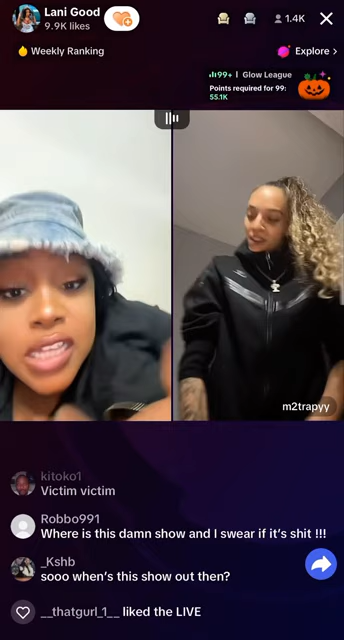 Lani Good
9.9K likes
1.4K
Weekly Ranking
Explore >
99+ | Glow League
Points required for 99:
55.1K
m2trapyy
kitoko1
Victim victim
Robbo991
Where is this damn show and I swear if it's shit !!!
_Kshb
sooo when's this show out then?
__thatgurl_1__ liked the LIVE